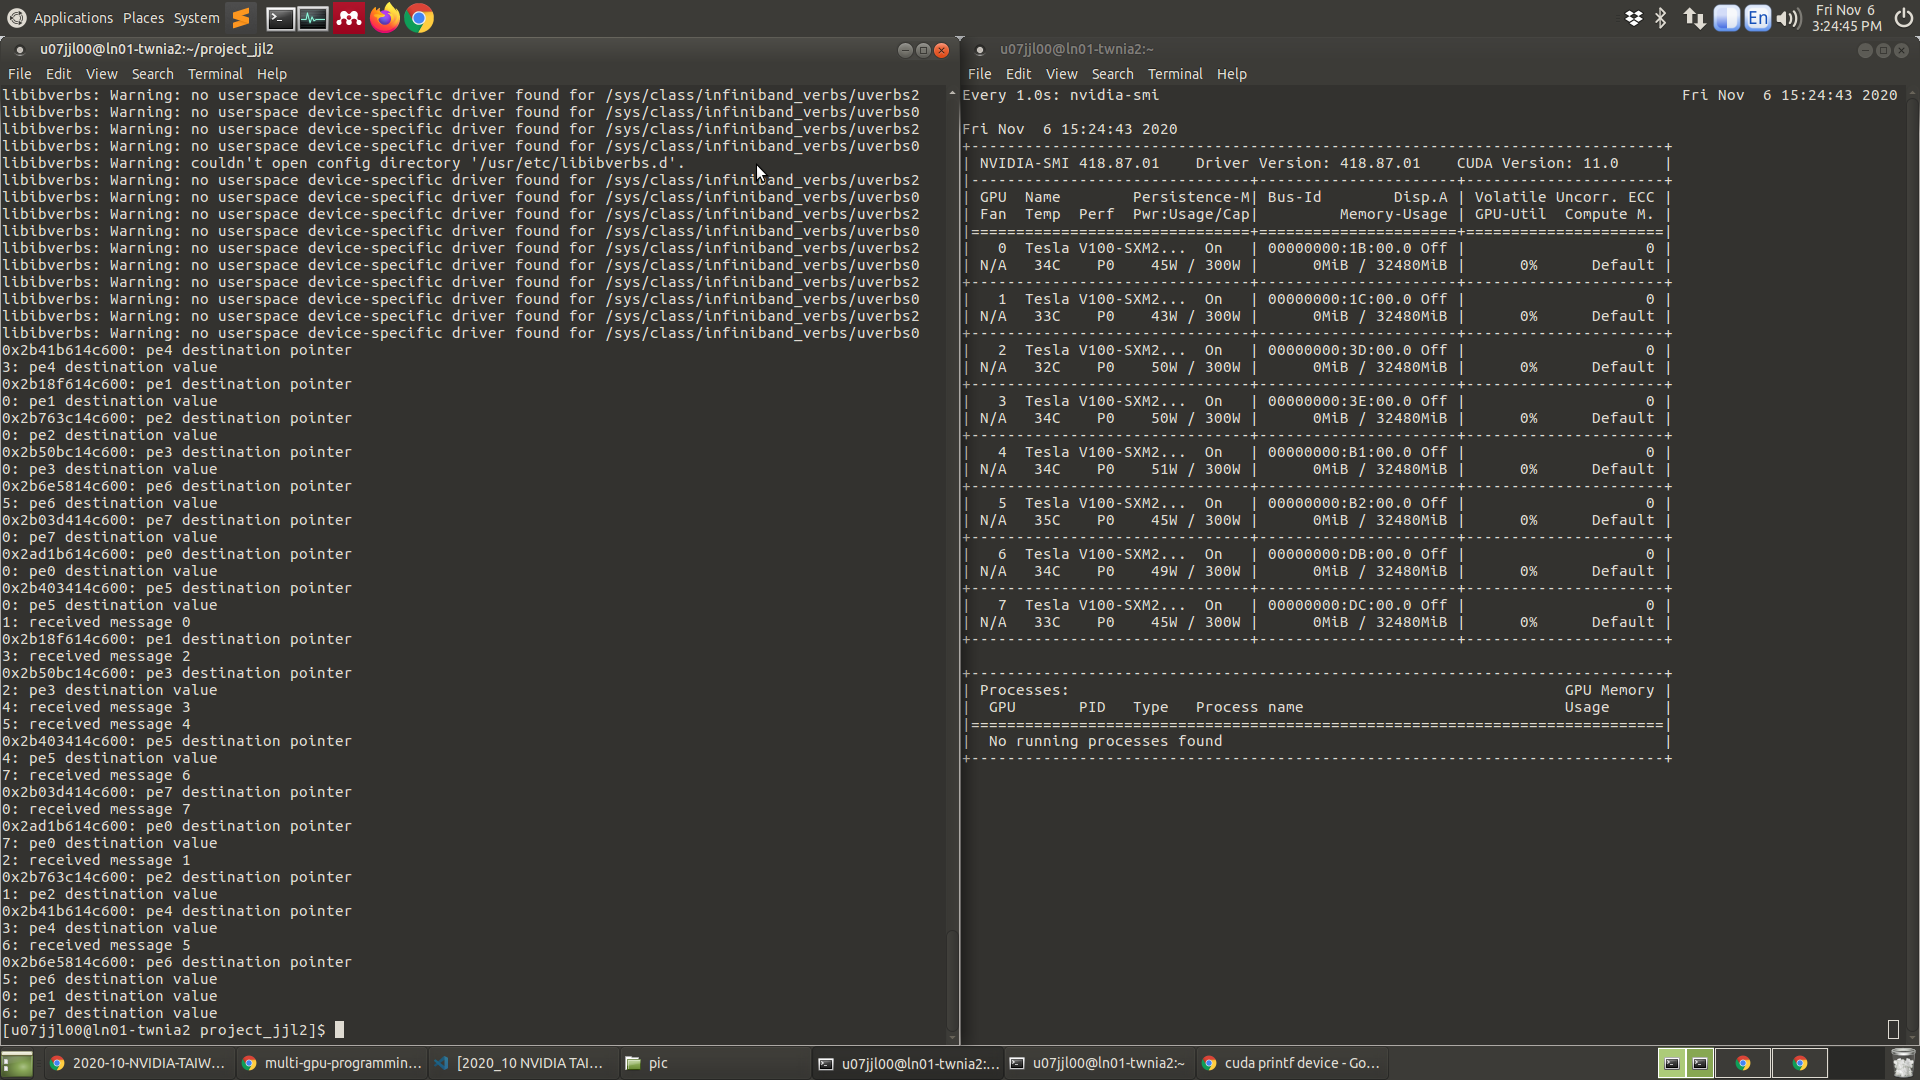 Applications Places System
En
Fri Nov 6
3:24:45 PM
u07jjl00@ln01-twnia2:~/project_jjl2
File Edit View Search Terminal Help
libibverbs: Warning: no userspace device-specific driver found for /sys/class/infiniband_verbs/uverbs2
libibverbs: Warning: no userspace device-specific driver found for /sys/class/infiniband_verbs/uverbs0
libibverbs: Warning: no userspace device-specific driver found for /sys/class/infiniband_verbs/uverbs2
libibverbs: Warning: no userspace device-specific driver found for /sys/class/infiniband_verbs/uverbs0
libibverbs: Warning: couldn't open config directory '/usr/etc/libibverbs.d'.
libibverbs: Warning: no userspace device-specific driver found for /sys/class/infiniband_verbs/uverbs2
libibverbs: Warning: no userspace device-specific driver found for /sys/class/infiniband_verbs/uverbs0
libibverbs: Warning: no userspace device-specific driver found for /sys/class/infiniband_verbs/uverbs2
libibverbs: Warning: no userspace device-specific driver found for /sys/class/infiniband_verbs/uverbs0
libibverbs: Warning: no userspace device-specific driver found for /sys/class/infiniband_verbs/uverbs2
libibverbs: Warning: no userspace device-specific driver found for /sys/class/infiniband_verbs/uverbs0
libibverbs: Warning: no userspace device-specific driver found for /sys/class/infiniband_verbs/uverbs2
libibverbs: Warning: no userspace device-specific driver found for /sys/class/infiniband_verbs/uverbs0
libibverbs: Warning: no userspace device-specific driver found for /sys/class/infiniband_verbs/uverbs2
libibverbs: Warning: no userspace device-specific driver found for /sys/class/infiniband_verbs/uverbs0
0x2b41b614c600: pe4 destination pointer
3: pe4 destination value
0x2b18f614c600: pe1 destination pointer
0: pe1 destination value
0x2b763c14c600: pe2 destination pointer
0: pe2 destination value
0x2b50bc14c600: pe3 destination pointer
0: pe3 destination value
0x2b6e5814c600: pe6 destination pointer
5: pe6 destination value
0x2b03d414c600: pe7 destination pointer
0: pe7 destination value
0x2ad1b614c600: pe0 destination pointer
0: pe0 destination value
0x2b403414c600: pe5 destination pointer
0: pe5 destination value
1: received message 0
0x2b18f614c600: pe1 destination pointer
3: received message 2
0x2b50bc14c600: pe3 destination pointer
2: pe3 destination value
4: received message 3
5: received message 4
0x2b403414c600: pe5 destination pointer
4: pe5 destination value
7: received message 6
0x2b03d414c600: pe7 destination pointer
0: received message 7
0x2ad1b614c600: pe0 destination pointer
7: pe0 destination value
2: received message 1
0x2b763c14c600: pe2 destination pointer
1: pe2 destination value
0x2b41b614c600: pe4 destination pointer
3: pe4 destination value
6: received message 5
0x2b6e5814c600: pe6 destination pointer
5: pe6 destination value
0: pe1 destination value
6: pe7 destination value
[u07jjl00@ln01-twnia2 project_jjl2]$
u07jjl00@ln01-twnia2:~
File Edit View Search Terminal Help
Every 1.0s: nvidia-smi Fri Nov 6 15:24:43 2020
Fri Nov 6 15:24:43 2020
+-----------------------------------------------------------------------------+
| NVIDIA-SMI 418.87.01 Driver Version: 418.87.01 CUDA Version: 11.0 |
|-------------------------------+----------------------+----------------------+
| GPU Name Persistence-M| Bus-Id Disp.A | Volatile Uncorr. ECC |
| Fan Temp Perf Pwr:Usage/Cap| Memory-Usage | GPU-Util Compute M. |
|===============================+======================+======================|
| 0 Tesla V100-SXM2... On | 00000000:1B:00.0 Off | 0 |
| N/A 34C P0 45W / 300W | 0MiB / 32480MiB | 0% Default |
+-------------------------------+----------------------+----------------------+
| 1 Tesla V100-SXM2... On | 00000000:1C:00.0 Off | 0 |
| N/A 33C P0 43W / 300W | 0MiB / 32480MiB | 0% Default |
+-------------------------------+----------------------+----------------------+
| 2 Tesla V100-SXM2... On | 00000000:3D:00.0 Off | 0 |
| N/A 32C P0 50W / 300W | 0MiB / 32480MiB | 0% Default |
+-------------------------------+----------------------+----------------------+
| 3 Tesla V100-SXM2... On | 00000000:3E:00.0 Off | 0 |
| N/A 34C P0 50W / 300W | 0MiB / 32480MiB | 0% Default |
+-------------------------------+----------------------+----------------------+
| 4 Tesla V100-SXM2... On | 00000000:B1:00.0 Off | 0 |
| N/A 34C P0 51W / 300W | 0MiB / 32480MiB | 0% Default |
+-------------------------------+----------------------+----------------------+
| 5 Tesla V100-SXM2... On | 00000000:B2:00.0 Off | 0 |
| N/A 35C P0 45W / 300W | 0MiB / 32480MiB | 0% Default |
+-------------------------------+----------------------+----------------------+
| 6 Tesla V100-SXM2... On | 00000000:DB:00.0 Off | 0 |
| N/A 34C P0 49W / 300W | 0MiB / 32480MiB | 0% Default |
+-------------------------------+----------------------+----------------------+
| 7 Tesla V100-SXM2... On | 00000000:DC:00.0 Off | 0 |
| N/A 33C P0 45W / 300W | 0MiB / 32480MiB | 0% Default |
+-------------------------------+----------------------+----------------------+
+-----------------------------------------------------------------------------+
| Processes: GPU Memory |
| GPU PID Type Process name Usage |
|=============================================================================|
| No running processes found |
+-----------------------------------------------------------------------------+
2020-10-NVIDIA-TAIW... multi-gpu-programmin... [2020_10 NVIDIA TAI... pic u07jjl00@ln01-twnia2:... u07jjl00@ln01-twnia2:~ cuda printf device - Go...